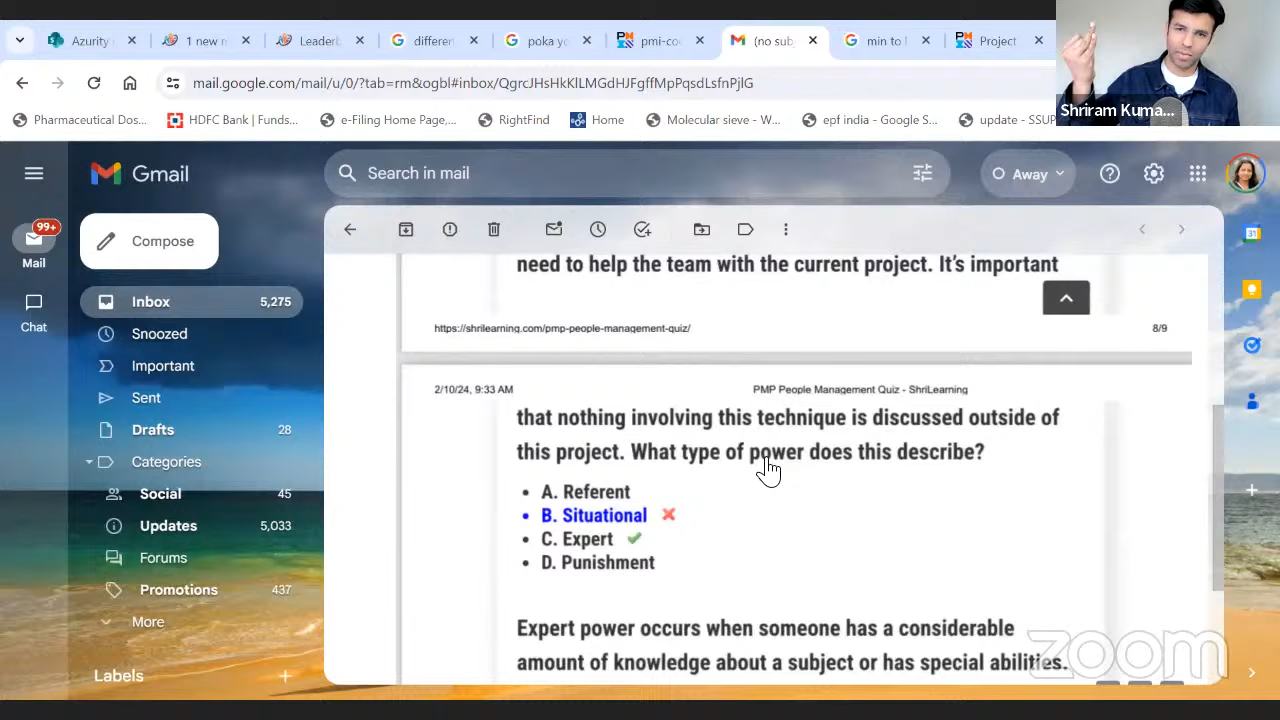 Azurity
1 new n
Leaderb
differen
poka yo
pmi-co
(no subj
min to l
Project
mail.google.com/mail/u/0/?tab=rm&ogbl#inbox/QgrcJHsHkKlLMGdHJFgffMpPqsdLsfnPjlG
Shriram Kuma...
Pharmaceutical Dos...
HDFC Bank | Funds...
e-Filing Home Page...
RightFind
Home
Molecular sieve - W...
epf india - Google S...
update - SSUP
Gmail
Search in mail
Away
99+
Mail
Chat
Compose
Inbox 5,275
Snoozed
Important
Sent
Drafts 28
Categories
Social 45
Updates 5,033
Forums
Promotions 437
More
Labels
31
need to help the team with the current project. It's important
https://shrilearning.com/pmp-people-management-quiz/ 8/9
2/10/24, 9:33 AM PMP People Management Quiz - ShriLearning
that nothing involving this technique is discussed outside of
this project. What type of power does this describe?
• A. Referent
• B. Situational
• C. Expert
• D. Punishment
Expert power occurs when someone has a considerable
amount of knowledge about a subject or has special abilities.
zoom